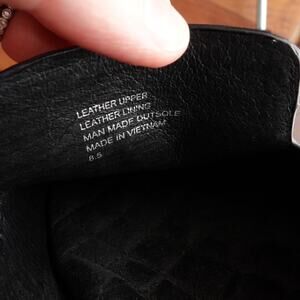 LEATHER UPPER
LEATHER LINING
MAN MADE OUTSOLE
MADE IN VIETNAM
8.5